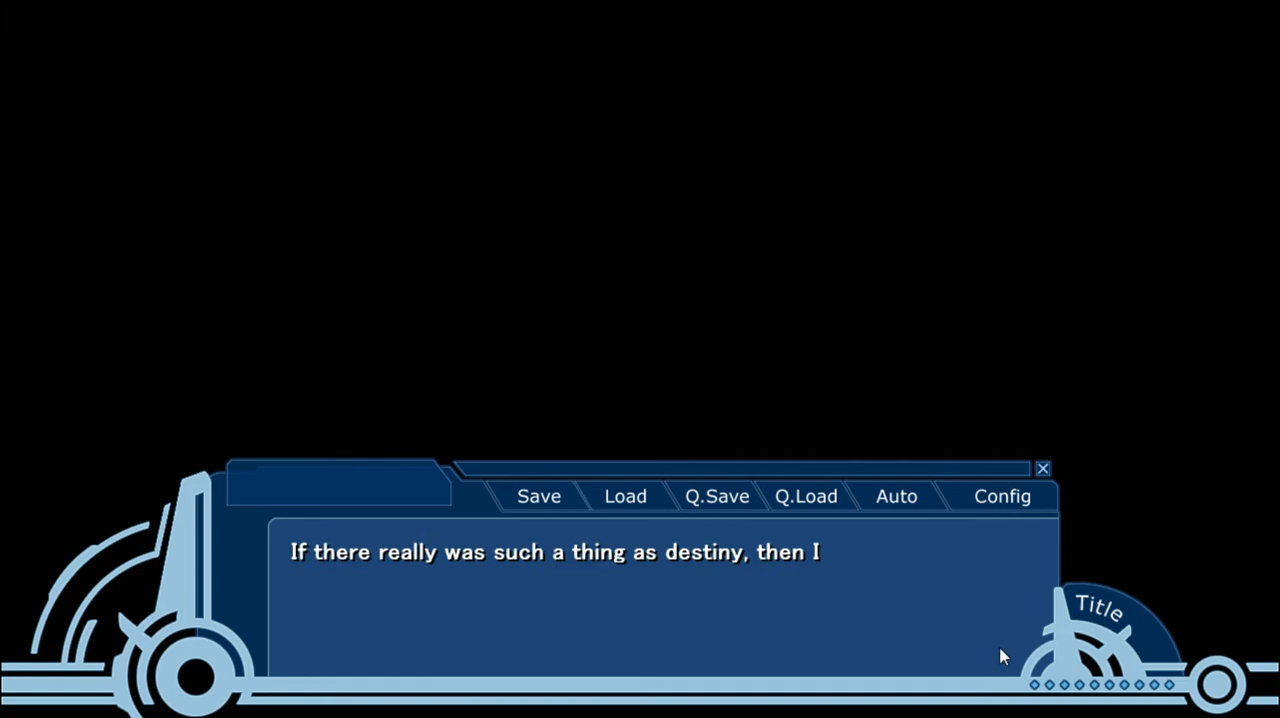 Save Load Q.Save Q.Load Auto Config
If there really was such a thing as destiny, then I
Title